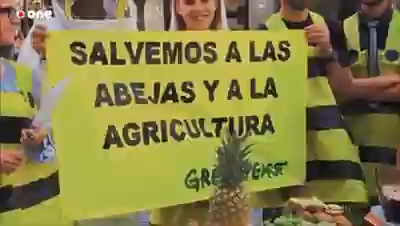 one
SALVEMOS A LAS
ABEJAS Y A LA
AGRICULTURA
GREENPEACE